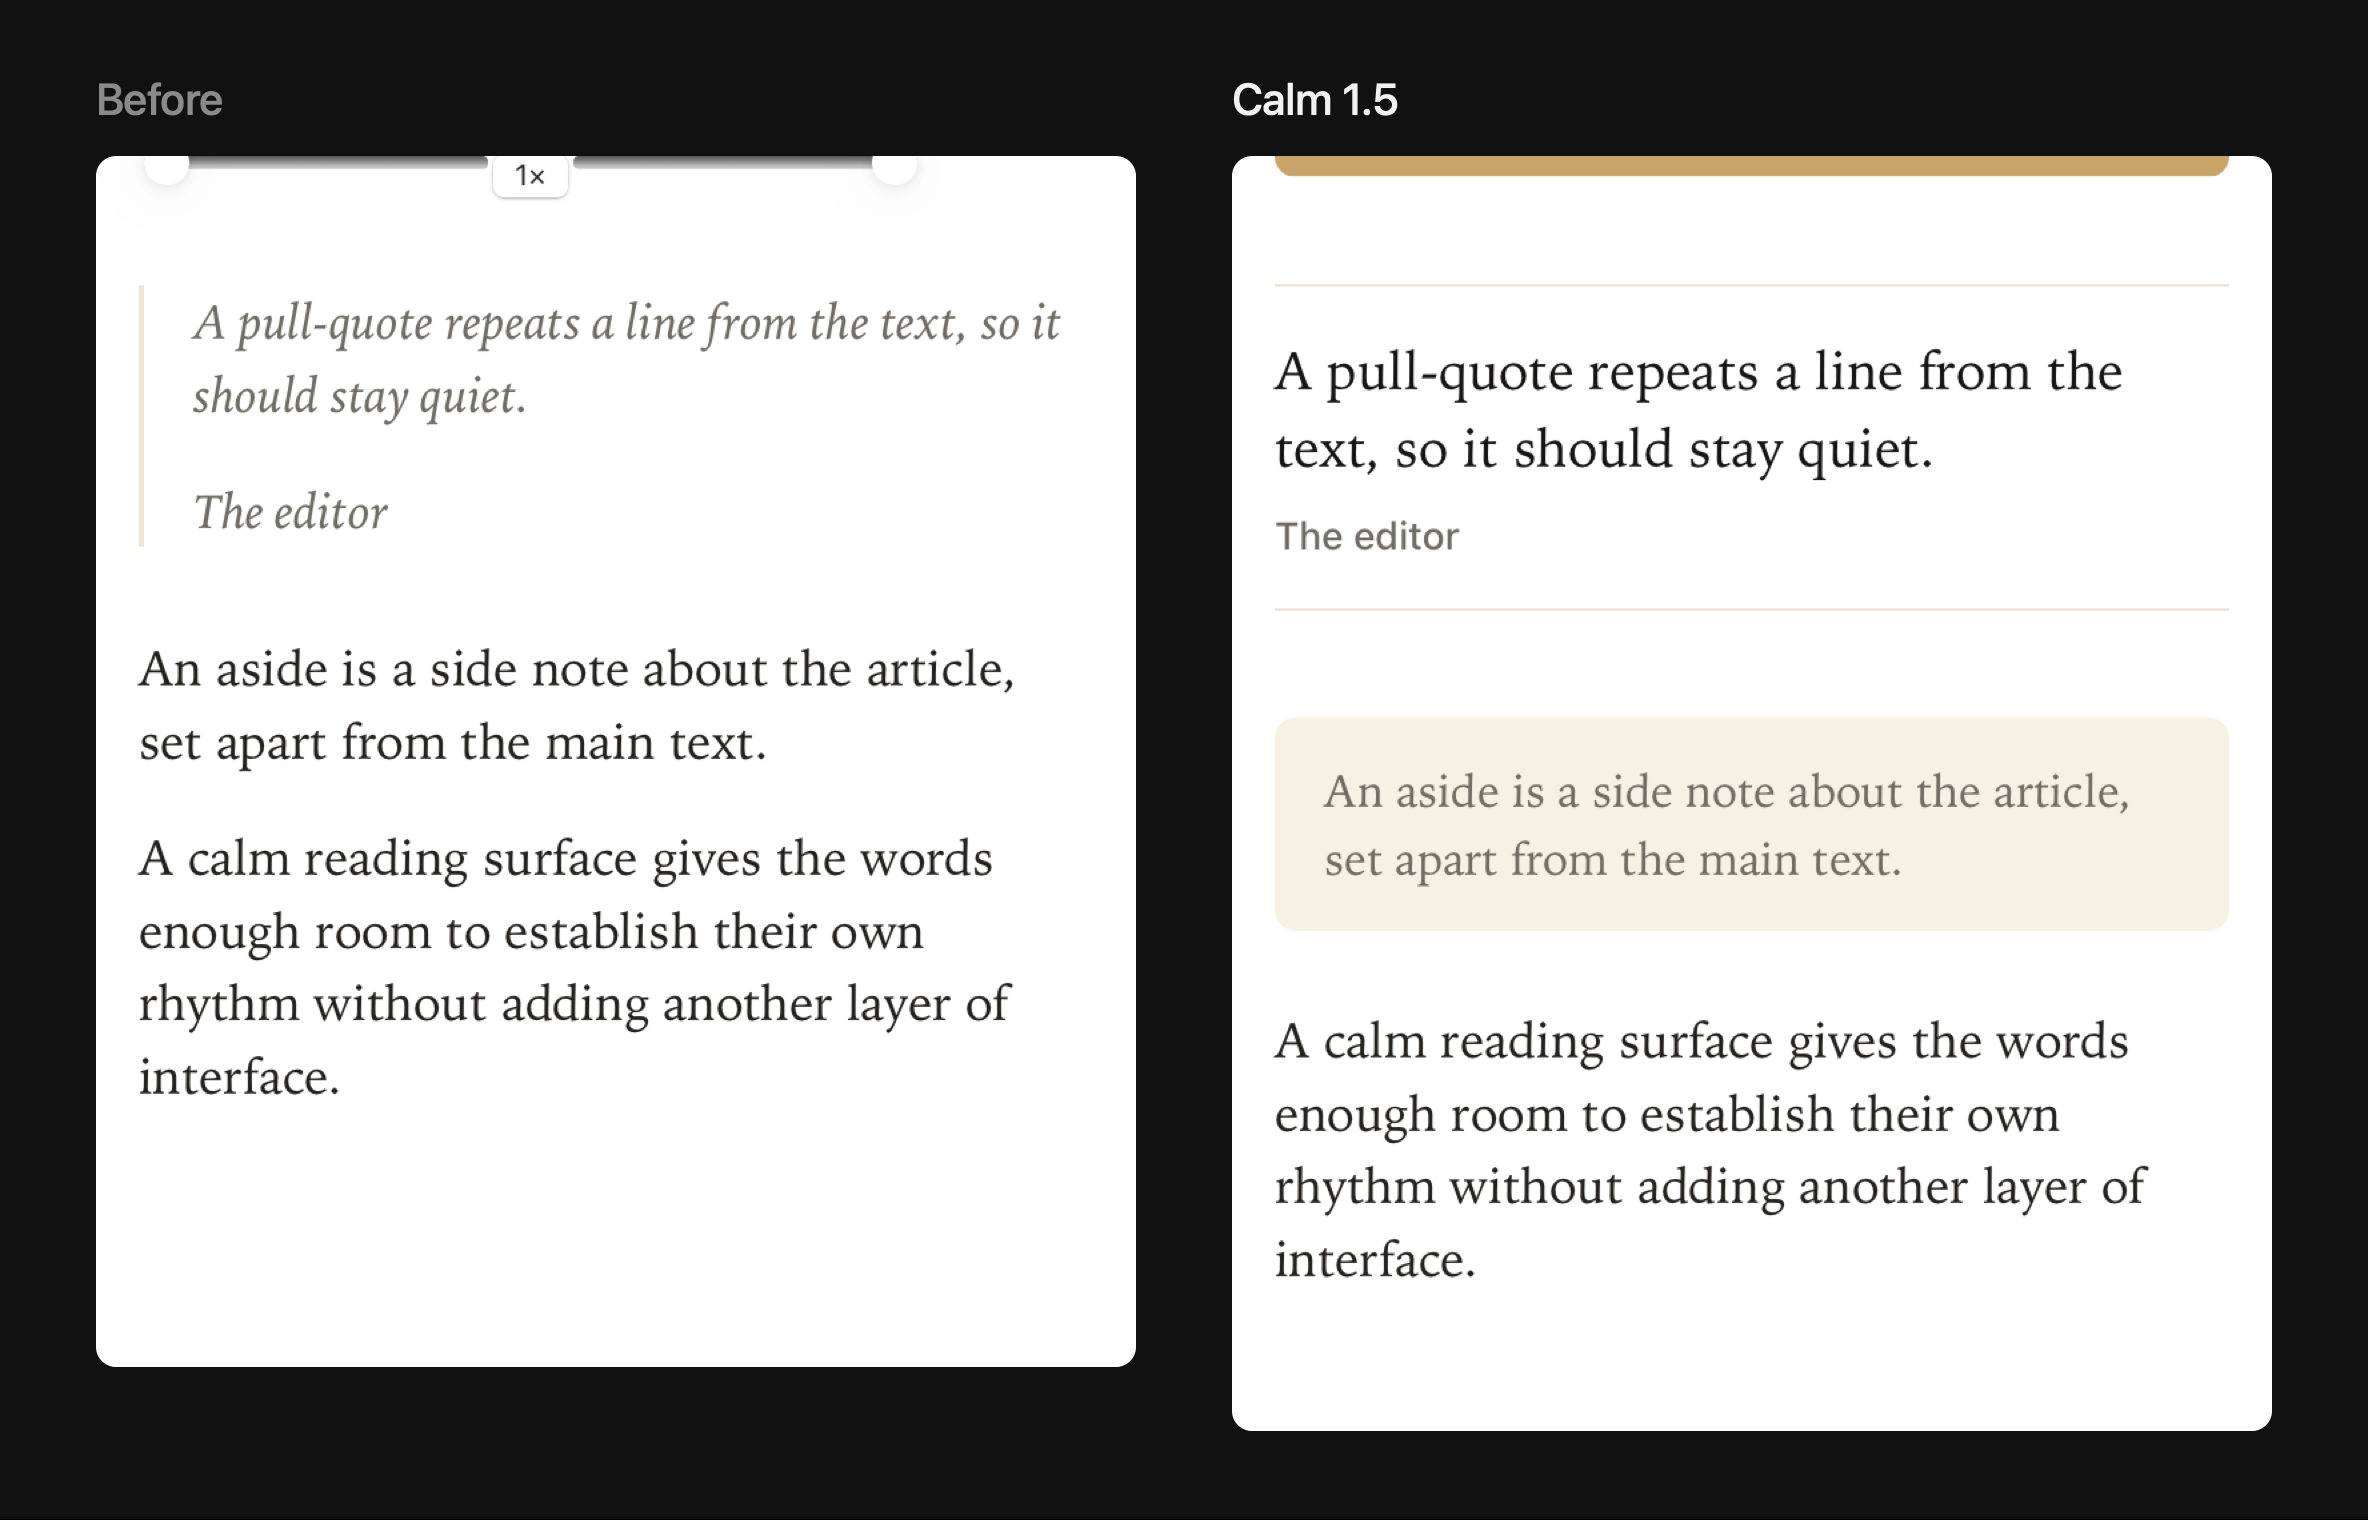 Before
1×
A pull-quote repeats a line from the text, so it
should stay quiet.
The editor
An aside is a side note about the article,
set apart from the main text.
A calm reading surface gives the words
enough room to establish their own
rhythm without adding another layer of
interface.
Calm 1.5
A pull-quote repeats a line from the
text, so it should stay quiet.
The editor
An aside is a side note about the article,
set apart from the main text.
A calm reading surface gives the words
enough room to establish their own
rhythm without adding another layer of
interface.